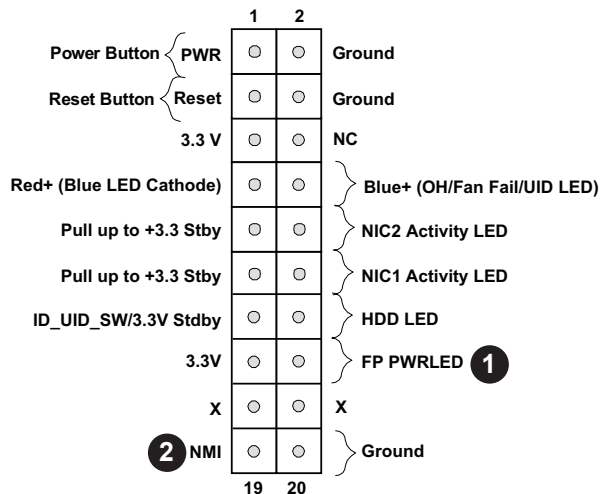 1 2
Power Button PWR Ground
Reset Button Reset Ground
3.3 V NC
Red+ (Blue LED Cathode) Blue+ (OH/Fan Fail/UID LED)
Pull up to +3.3 Stby NIC2 Activity LED
Pull up to +3.3 Stby NIC1 Activity LED
ID_UID_SW/3.3V Stdby HDD LED
3.3V FP PWRLED 1
X X
2 NMI Ground
19 20